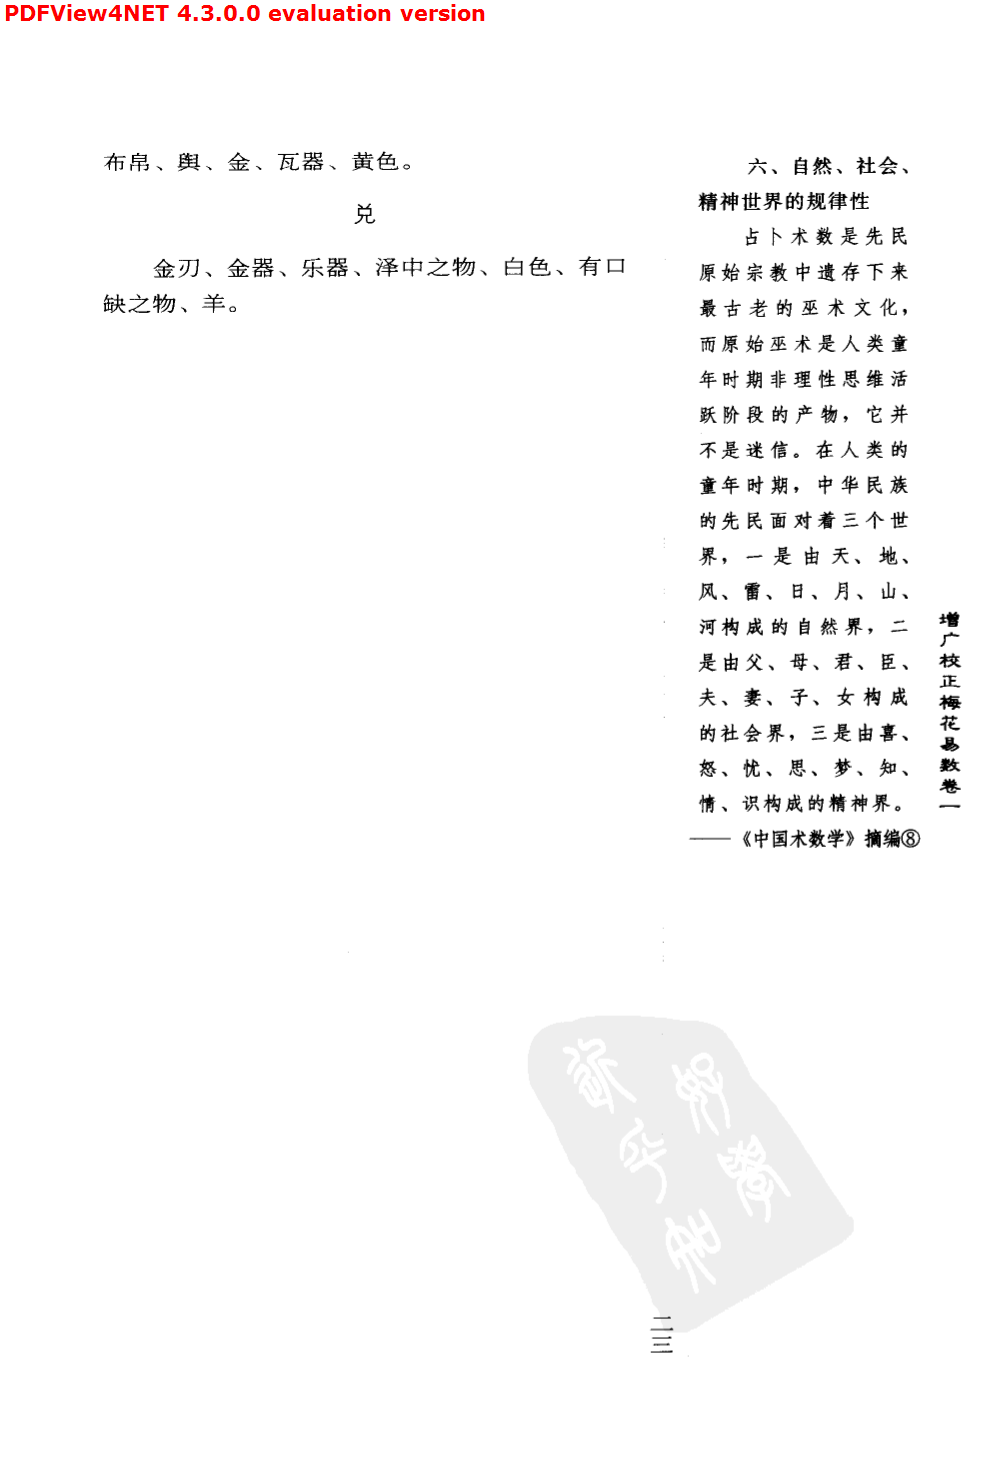 PDFView4NET 4.3.0.0 evaluation version
布帛、舆、金、瓦器、黄色。
兑
金刃、金器、乐器、泽中之物、白色、有口
缺之物、羊。
六、自然、社会、
精神世界的规律性
占卜术数是先民
原始宗教中遗存下来
最古老的巫术文化，
而原始巫术是人类童
年时期非理性思维活
跃阶段的产物，它并
不是迷信。在人类的
童年时期，中华民族
的先民面对着三个世
界，一是由天、地、
风、雷、日、月、山、
河构成的自然界，二
是由父、母、君、臣、
夫、妻、子、女构成
的社会界，三是由喜、
怒、忧、思、梦、知、
情、识构成的精神界。
——《中国术数学》摘编⑧
增广校正梅花易数卷一
二三